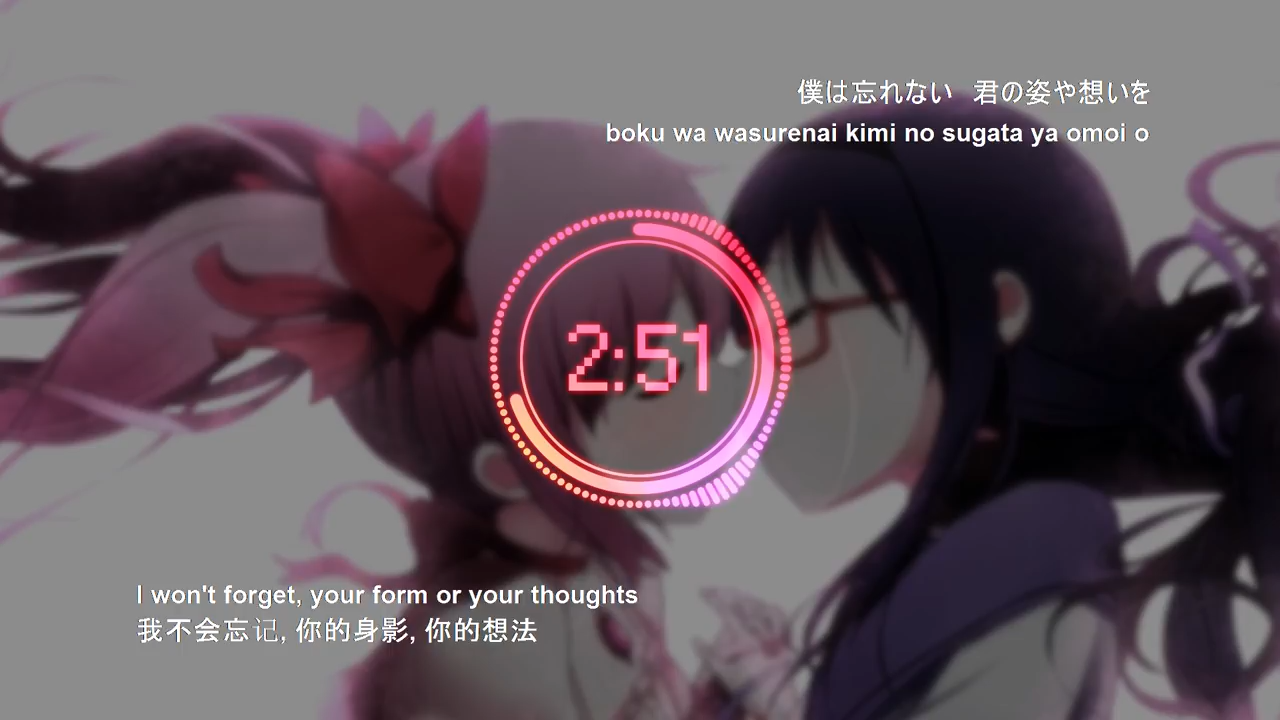 僕は忘れない 君の姿や想いを
boku wa wasurenai kimi no sugata ya omoi o
2:51
I won't forget, your form or your thoughts
我不会忘记, 你的身影, 你的想法